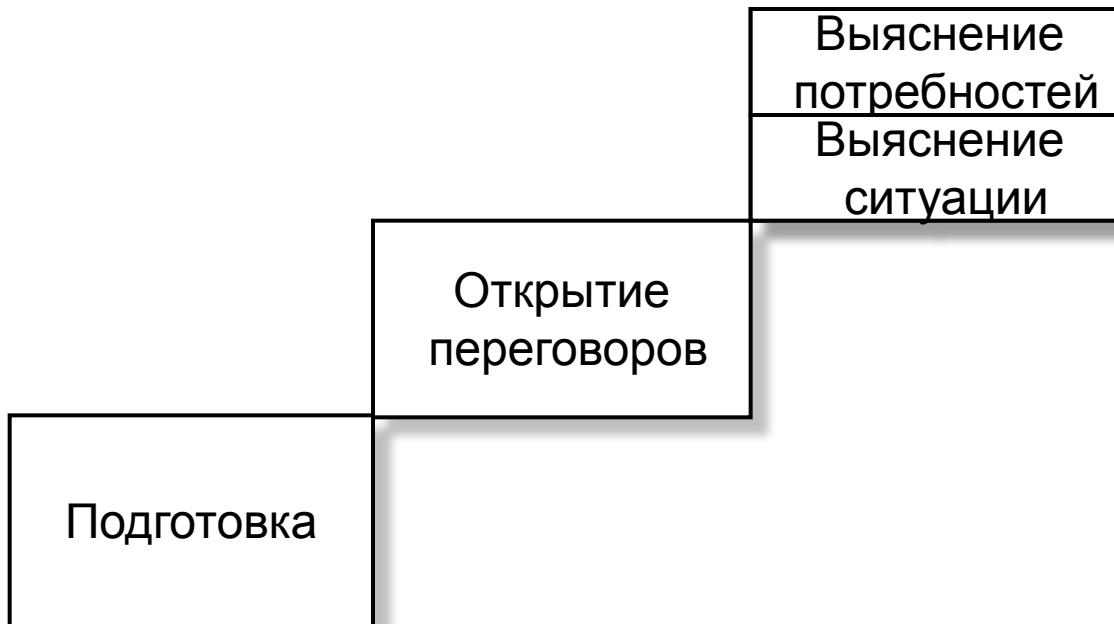 Выяснение
потребностей
Выяснение
ситуации
Открытие
переговоров
Подготовка